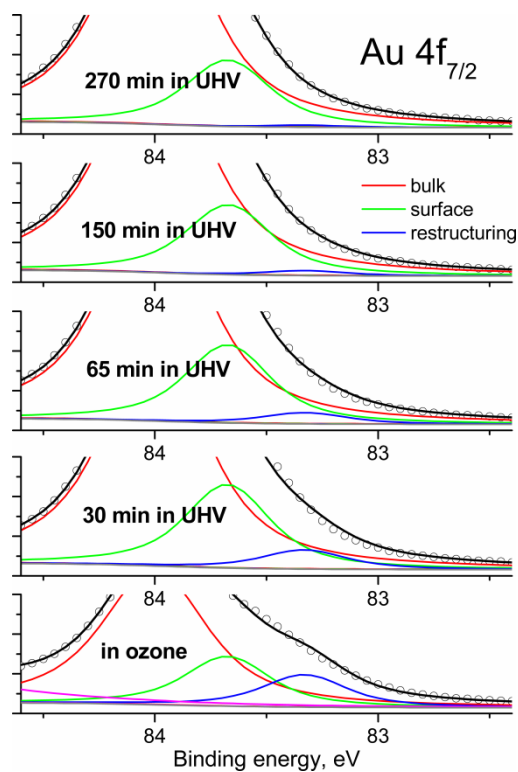 Au 4f7/2
270 min in UHV
84 83
bulk
surface
restructuring
150 min in UHV
84 83
65 min in UHV
84 83
30 min in UHV
84 83
in ozone
84 83
Binding energy, eV